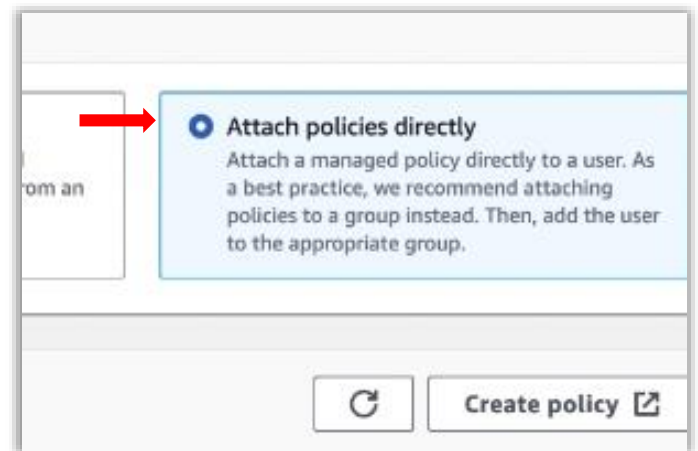 Attach policies directly
Attach a managed policy directly to a user. As
om an
a best practice, we recommend attaching
policies to a group instead. Then, add the user
to the appropriate group.
Create policy